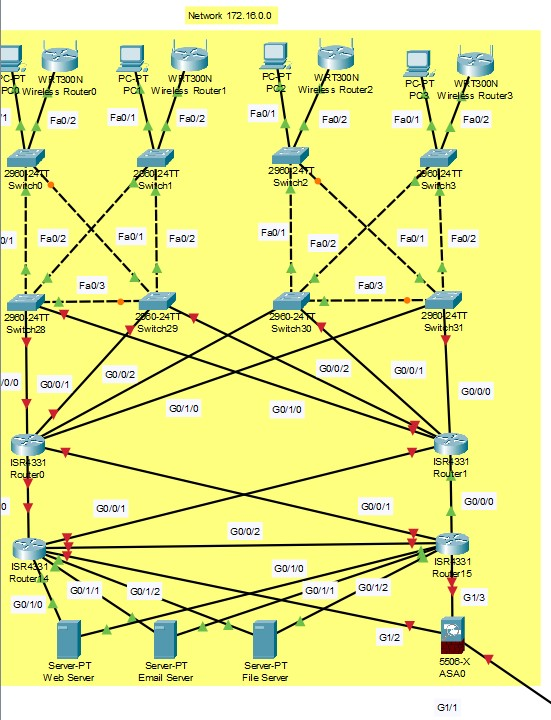 Network 172.16.0.0
PC-PT
PC0
WRT300N
Wireless Router0
PC-PT
PC1
WRT300N
Wireless Router1
PC-PT
PC2
WRT300N
Wireless Router2
PC-PT
PC3
WRT300N
Wireless Router3
/1
Fa0/2
Fa0/1
Fa0/2
Fa0/1
Fa0/2
Fa0/1
Fa0/2
2960-24TT
Switch0
2960-24TT
Switch1
2960-24TT
Switch2
2960-24TT
Switch3
0/1
Fa0/2
Fa0/1
Fa0/2
Fa0/1
Fa0/2
Fa0/1
Fa0/2
Fa0/3
Fa0/3
2960-24TT
Switch28
2960-24TT
Switch29
2960-24TT
Switch30
2960-24TT
Switch31
/0/0
G0/0/1
G0/0/2
G0/1/0
G0/1/0
G0/0/2
G0/0/1
G0/0/0
ISR4331
Router0
ISR4331
Router1
0
G0/0/1
G0/0/2
G0/0/1
G0/0/0
ISR4331
Router14
ISR4331
Router15
G0/1/0
G0/1/1
G0/1/2
G0/1/0
G0/1/1
G0/1/2
G1/3
G1/2
Server-PT
Web Server
Server-PT
Email Server
Server-PT
File Server
5506-X
ASA0
G1/1